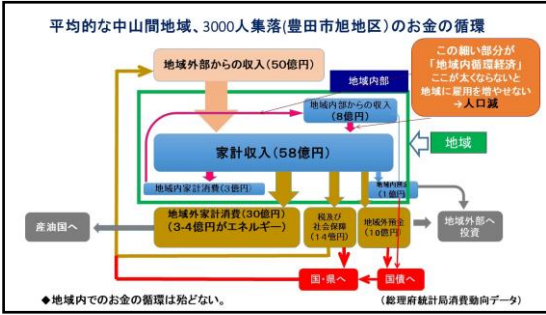 平均的な中山間地域、3000人集落(豊田市旭地区)のお金の循環
地域外部からの収入(50億円)
この細い部分が
「地域内循環経済」
ここが太くならないと
地域に雇用を増やせない
→人口減
地域内部
地域内部からの収入
(8億円)
家計収入(58億円)
地域
地域内家計消費(3億円)
地域内預金
(1億円)
産油国へ
地域外家計消費(30億円)
(3-4億円がエネルギー)
税及び
社会保障
(14億円)
地域外預金
(10億円)
地域外部へ
投資
国・県へ
国債へ
◆地域内でのお金の循環は殆どない。
(総理府統計局消費動向データ)